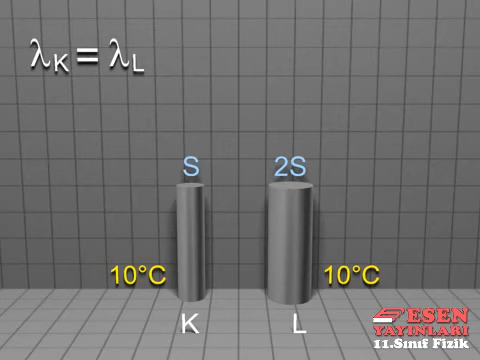 λK = λL
S 2S
10°C 10°C
K L
ESEN
YAYINLARI
11.Sınıf Fizik